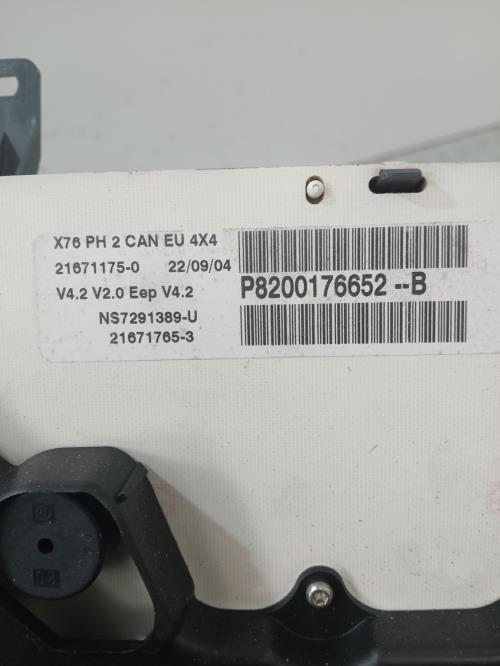 X76 PH 2 CAN EU 4X4
21671175-0 22/09/04
V4.2 V2.0 Eep V4.2
NS7291389-U
21671765-3
P8200176652 --B